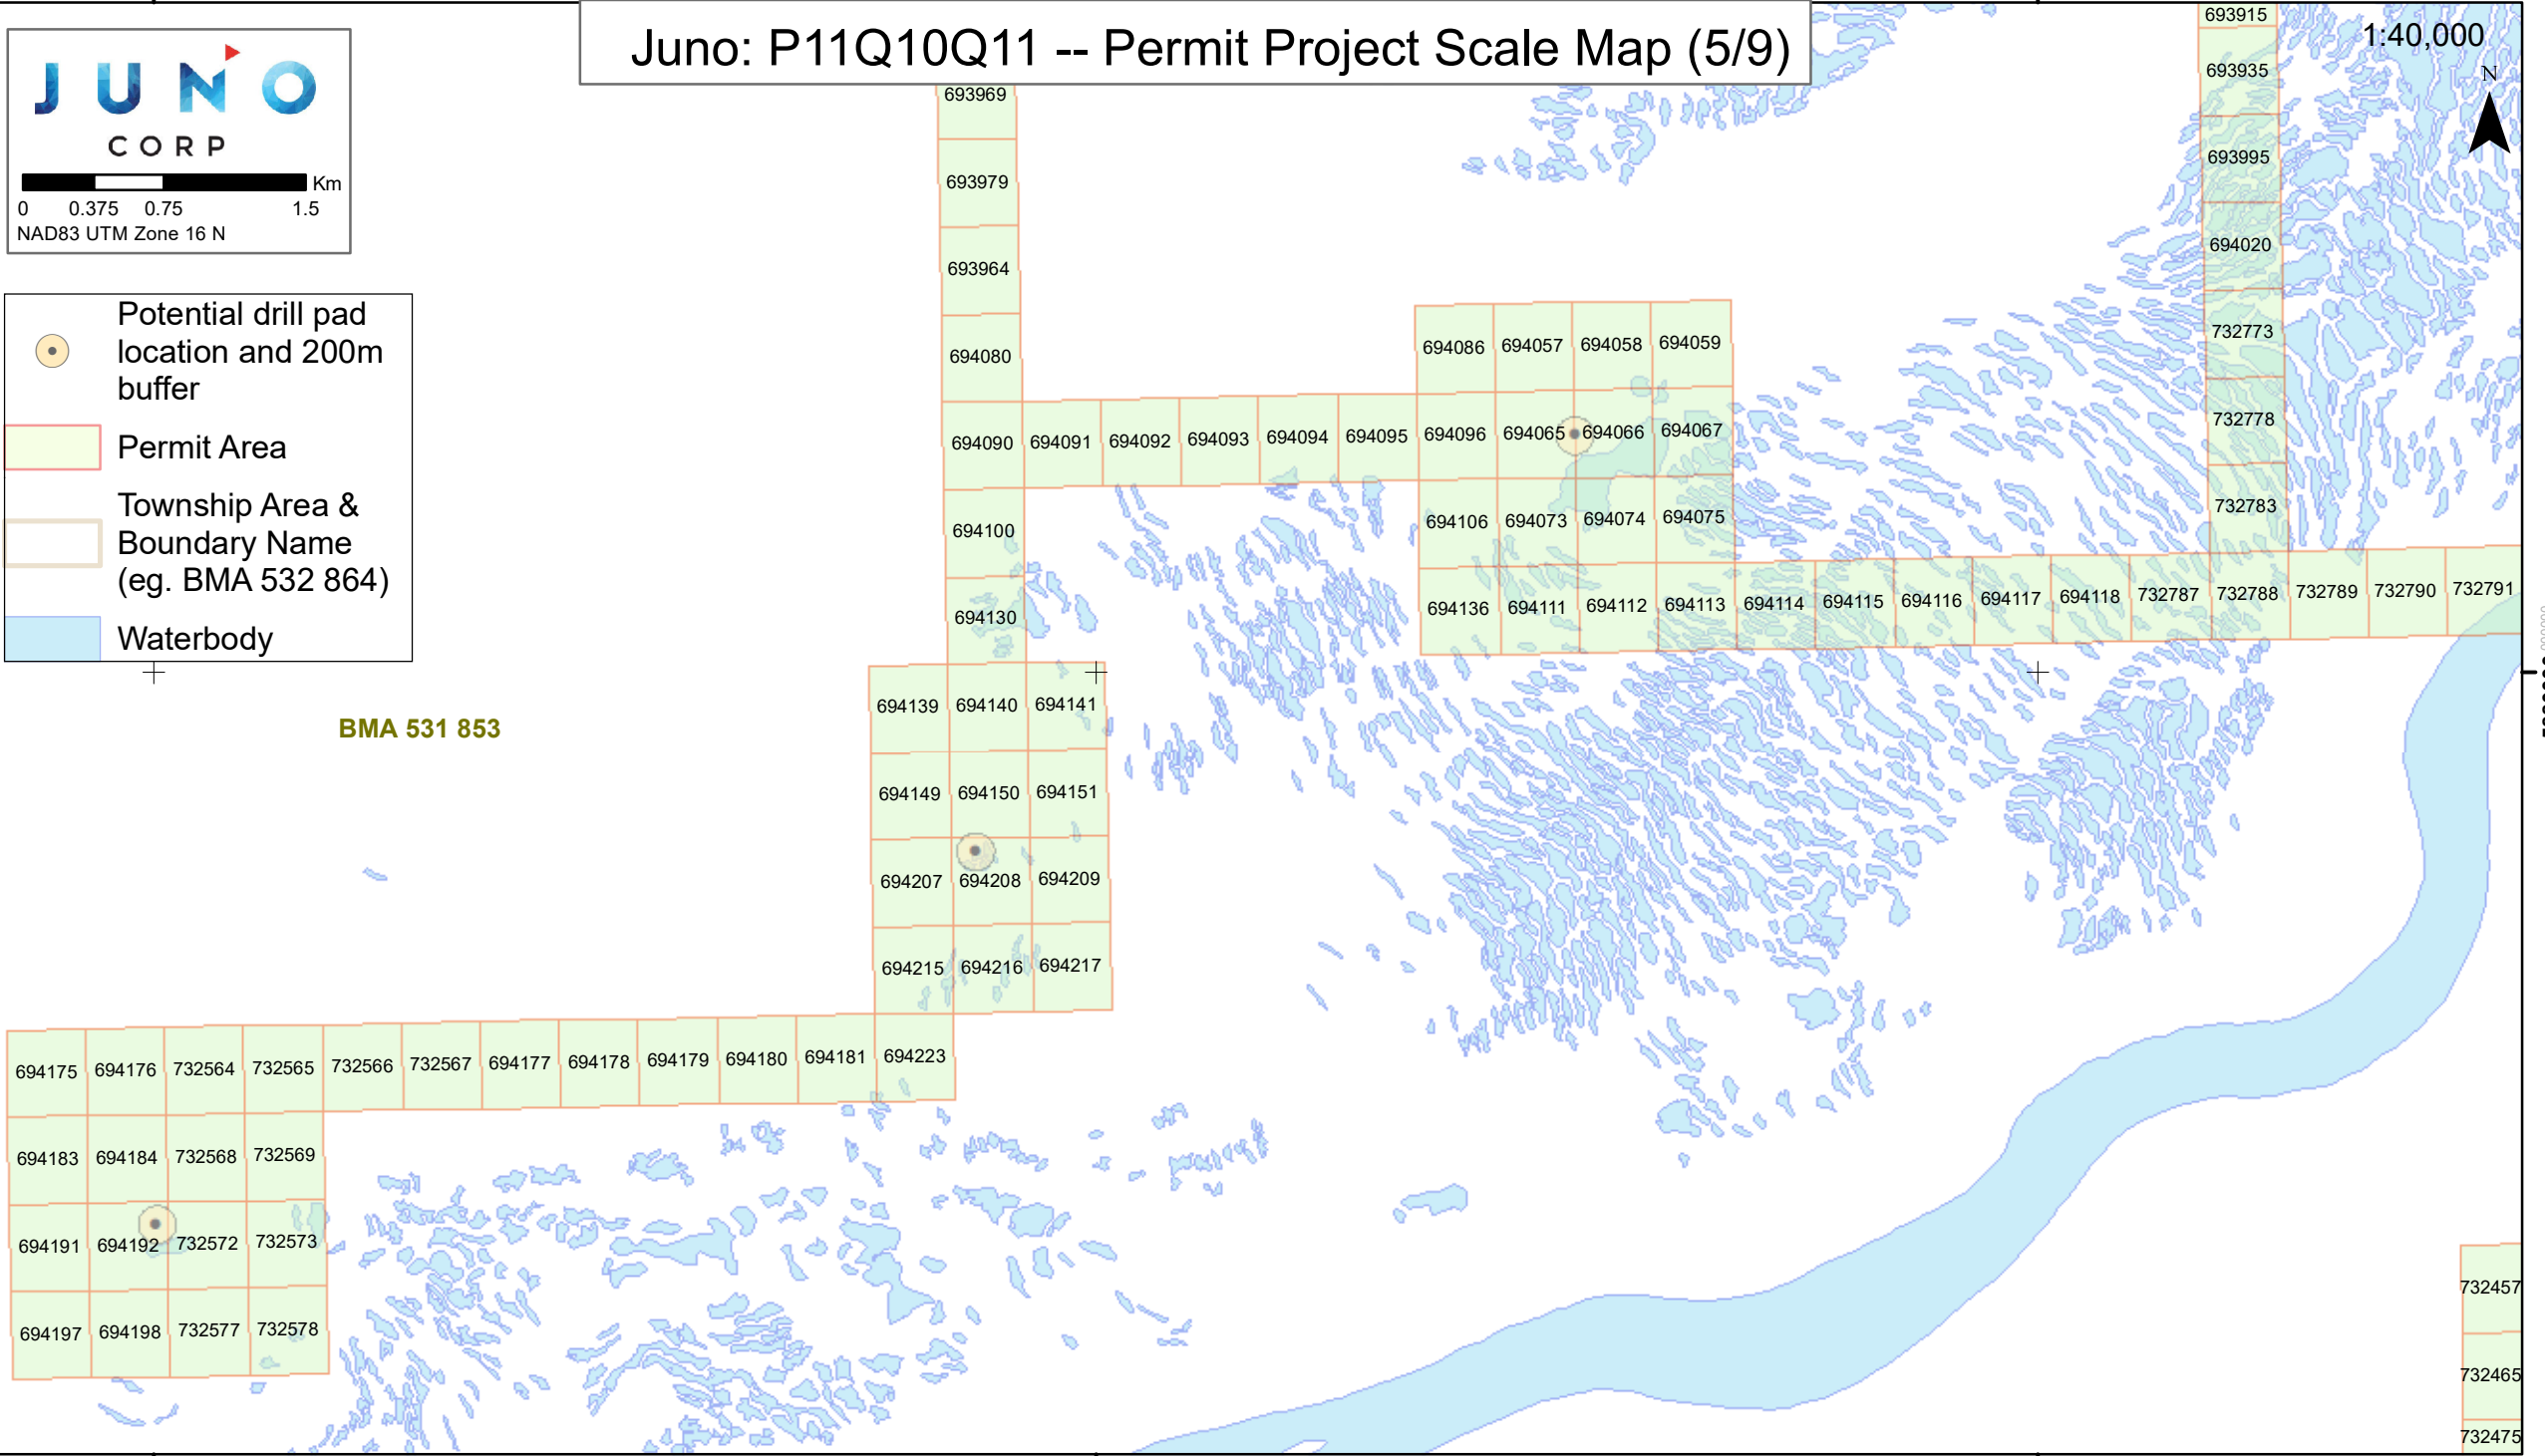 Juno: P11Q10Q11 -- Permit Project Scale Map (5/9)
1:40,000
N
JUNO
CORP
Km
0 0.375 0.75 1.5
NAD83 UTM Zone 16 N
Potential drill pad
location and 200m
buffer
Permit Area
Township Area &
Boundary Name
(eg. BMA 532 864)
Waterbody
BMA 531 853
693915
693935
693969
693995
693979
694020
693964
732773
694080
694086 694057 694058 694059
732778
694090 694091 694092 694093 694094 694095 694096 694065 694066 694067
732783
694100
694106 694073 694074 694075
694130
694136 694111 694112 694113 694114 694115 694116 694117 694118 732787 732788 732789 732790 732791
694139 694140 694141
694149 694150 694151
694207 694208 694209
694215 694216 694217
694175 694176 732564 732565 732566 732567 694177 694178 694179 694180 694181 694223
694183 694184 732568 732569
694191 694192 732572 732573
694197 694198 732577 732578
732457
732465
732475